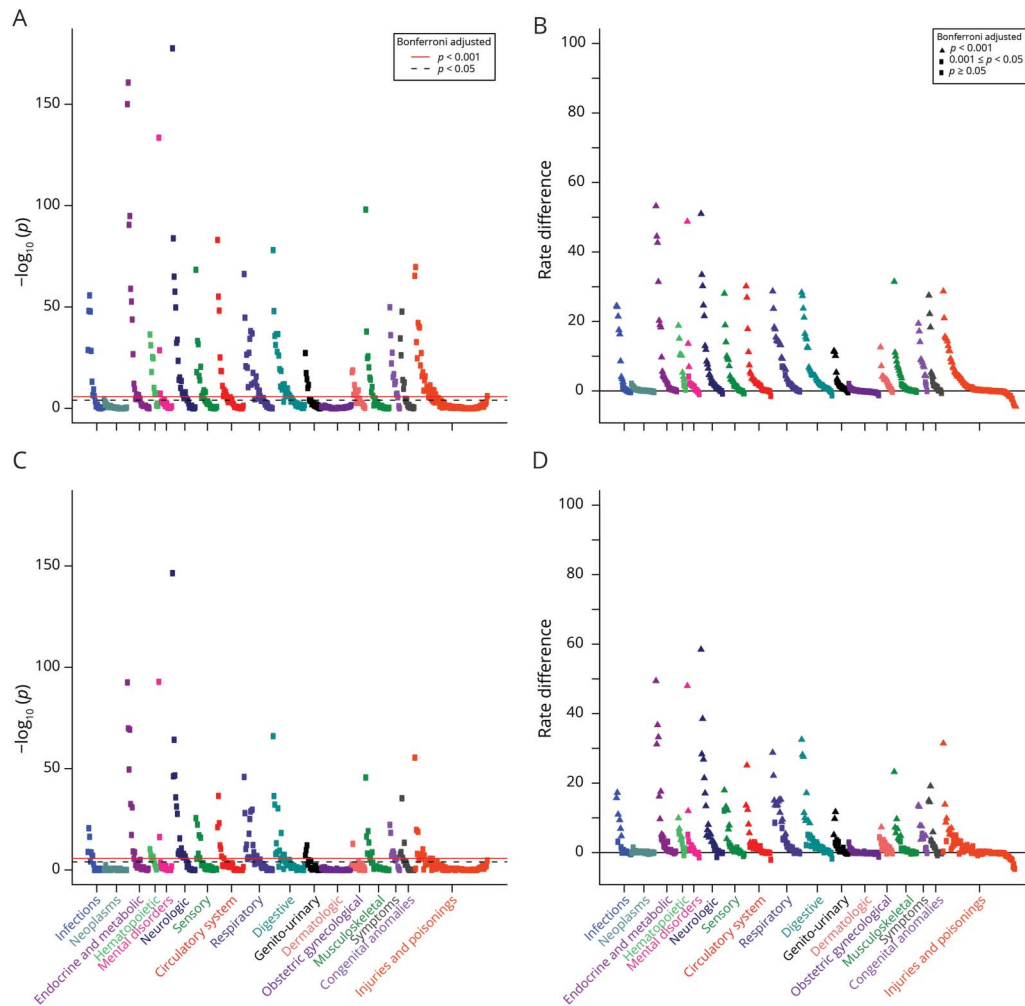 A
Bonferroni adjusted
p < 0.001
p < 0.05
150
100
50
0
−log₁₀ (p)
B
Bonferroni adjusted
p < 0.001
0.001 ≤ p < 0.05
p ≥ 0.05
100
80
60
40
20
0
Rate difference
C
150
100
50
0
−log₁₀ (p)
Infections
Neoplasms
Endocrine and metabolic
Hematopoietic
Mental disorders
Neurologic
Sensory
Circulatory system
Respiratory
Digestive
Genito-urinary
Dermatologic
Obstetric gynecological
Musculoskeletal
Symptoms
Congenital anomalies
Injuries and poisonings
D
100
80
60
40
20
0
Rate difference
Infections
Neoplasms
Endocrine and metabolic
Hematopoietic
Mental disorders
Neurologic
Sensory
Circulatory system
Respiratory
Digestive
Genito-urinary
Dermatologic
Obstetric gynecological
Musculoskeletal
Symptoms
Congenital anomalies
Injuries and poisonings